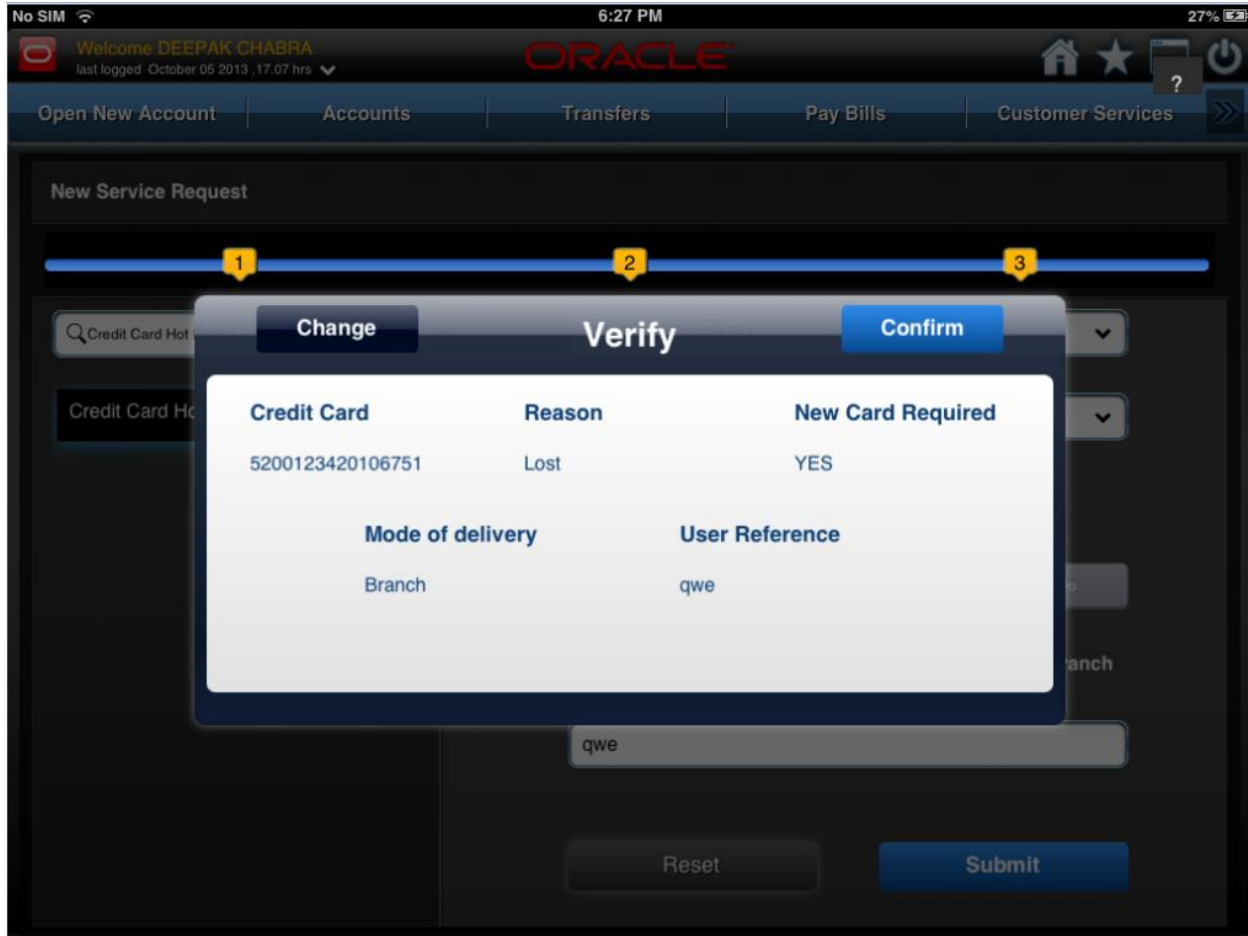 No SIM 6:27 PM 27%
Welcome DEEPAK CHABRA ORACLE
last logged October 05 2013 ,17.07 hrs ?
Open New Account Accounts Transfers Pay Bills Customer Services
New Service Request
1 2 3
Credit Card Hot
Change Verify Confirm
Credit Card Ho
Credit Card Reason New Card Required
5200123420106751 Lost YES
Mode of delivery User Reference
Branch qwe
anch
qwe
Reset Submit